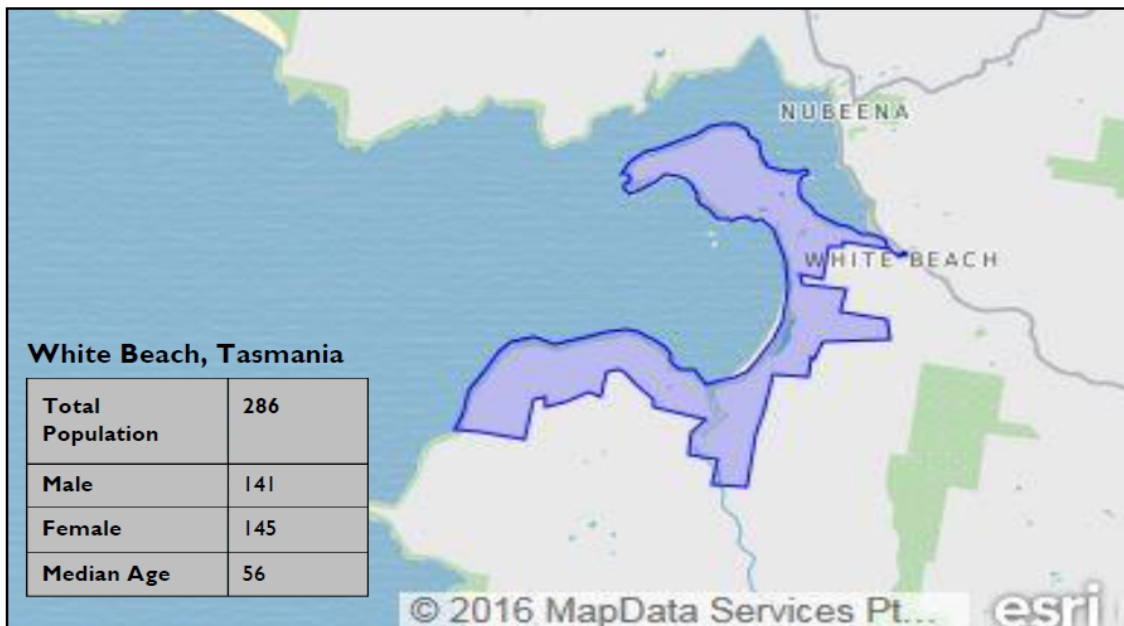 NUBEENA
WHITE BEACH
White Beach, Tasmania
Total 286
Population
Male 141
Female 145
Median Age 56
© 2016 MapData Services Pt...
esri